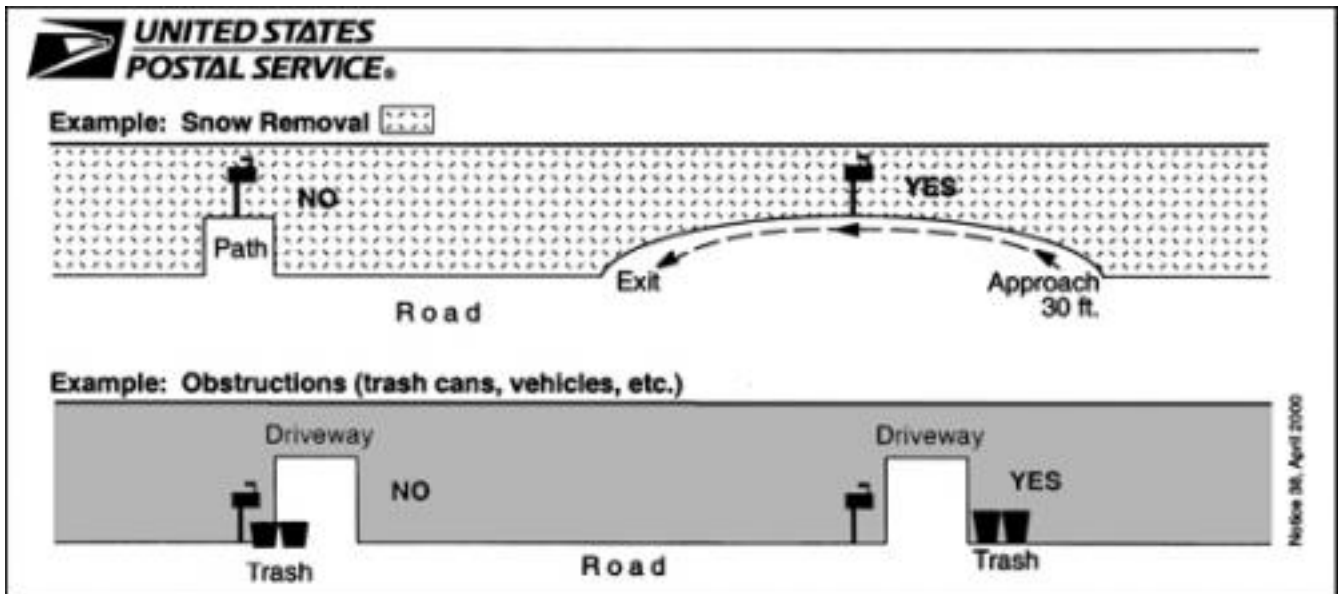 UNITED STATES
POSTAL SERVICE®
Example: Snow Removal
NO
YES
Path
Exit
Approach
30 ft.
Road
Example: Obstructions (trash cans, vehicles, etc.)
Driveway
Driveway
NO
YES
Trash
Road
Trash
Notice 38, April 2000